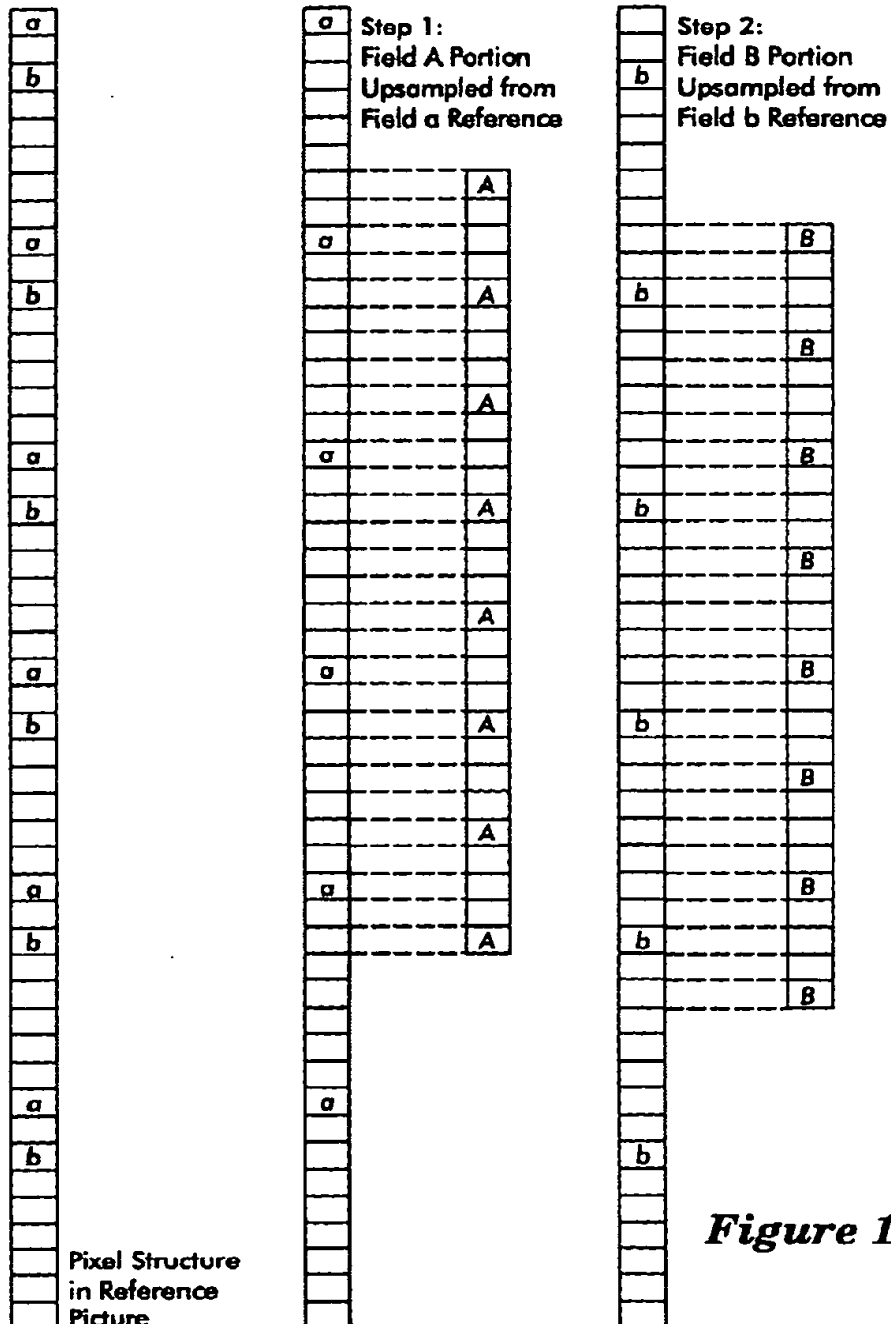 a
b
a
b
a
b
a
b
a
b
a
b
Pixel Structure
in Reference
Picture
a
a
a
a
a
a
Step 1:
Field A Portion
Upsampled from
Field a Reference
A
A
A
A
A
A
A
A
b
b
b
b
b
b
Step 2:
Field B Portion
Upsampled from
Field b Reference
B
B
B
B
B
B
B
B
Figure 1